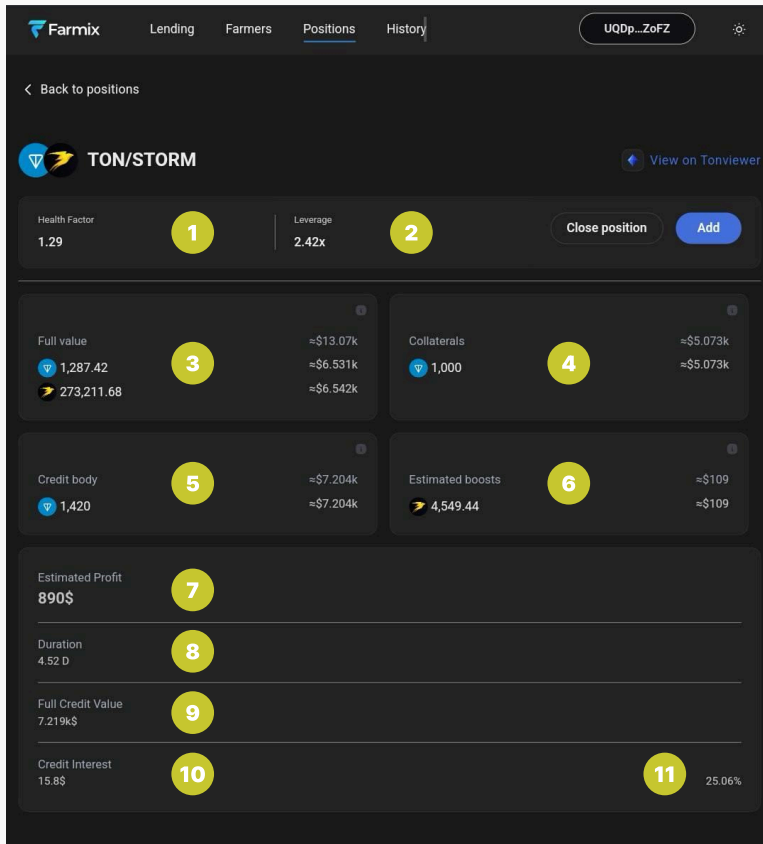 Farmix Lending Farmers Positions History UQDp...ZoFZ
Back to positions
TON/STORM View on Tonviewer
Health Factor
1.29
1
Leverage
2.42x
2
Close position Add
Full value ≈$13.07k
1,287.42 ≈$6.531k
273,211.68 ≈$6.542k
3
Collaterals ≈$5.073k
1,000 ≈$5.073k
4
Credit body ≈$7.204k
1,420 ≈$7.204k
5
Estimated boosts ≈$109
4,549.44 ≈$109
6
Estimated Profit
890$
7
Duration
4.52 D
8
Full Credit Value
7.219k$
9
Credit Interest
15.8$
10
11
25.06%